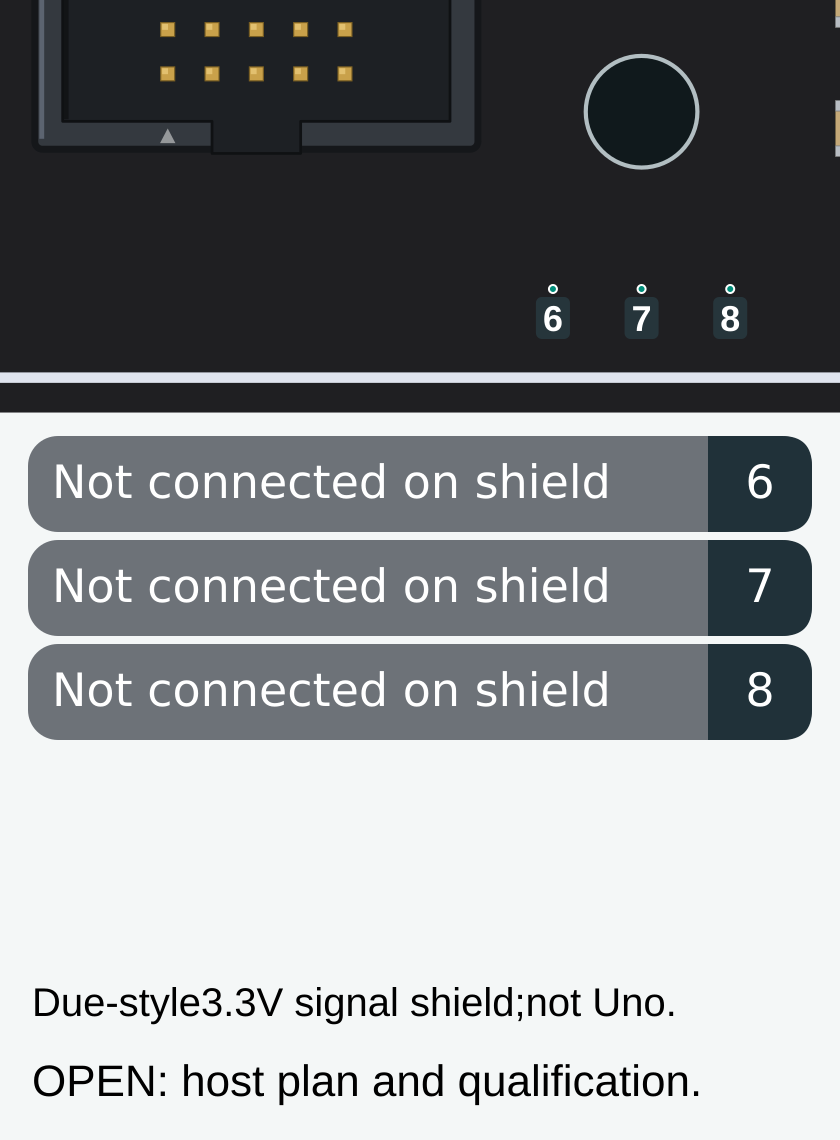 6 7 8
Not connected on shield 6
Not connected on shield 7
Not connected on shield 8
Due-style3.3V signal shield;not Uno.
OPEN: host plan and qualification.